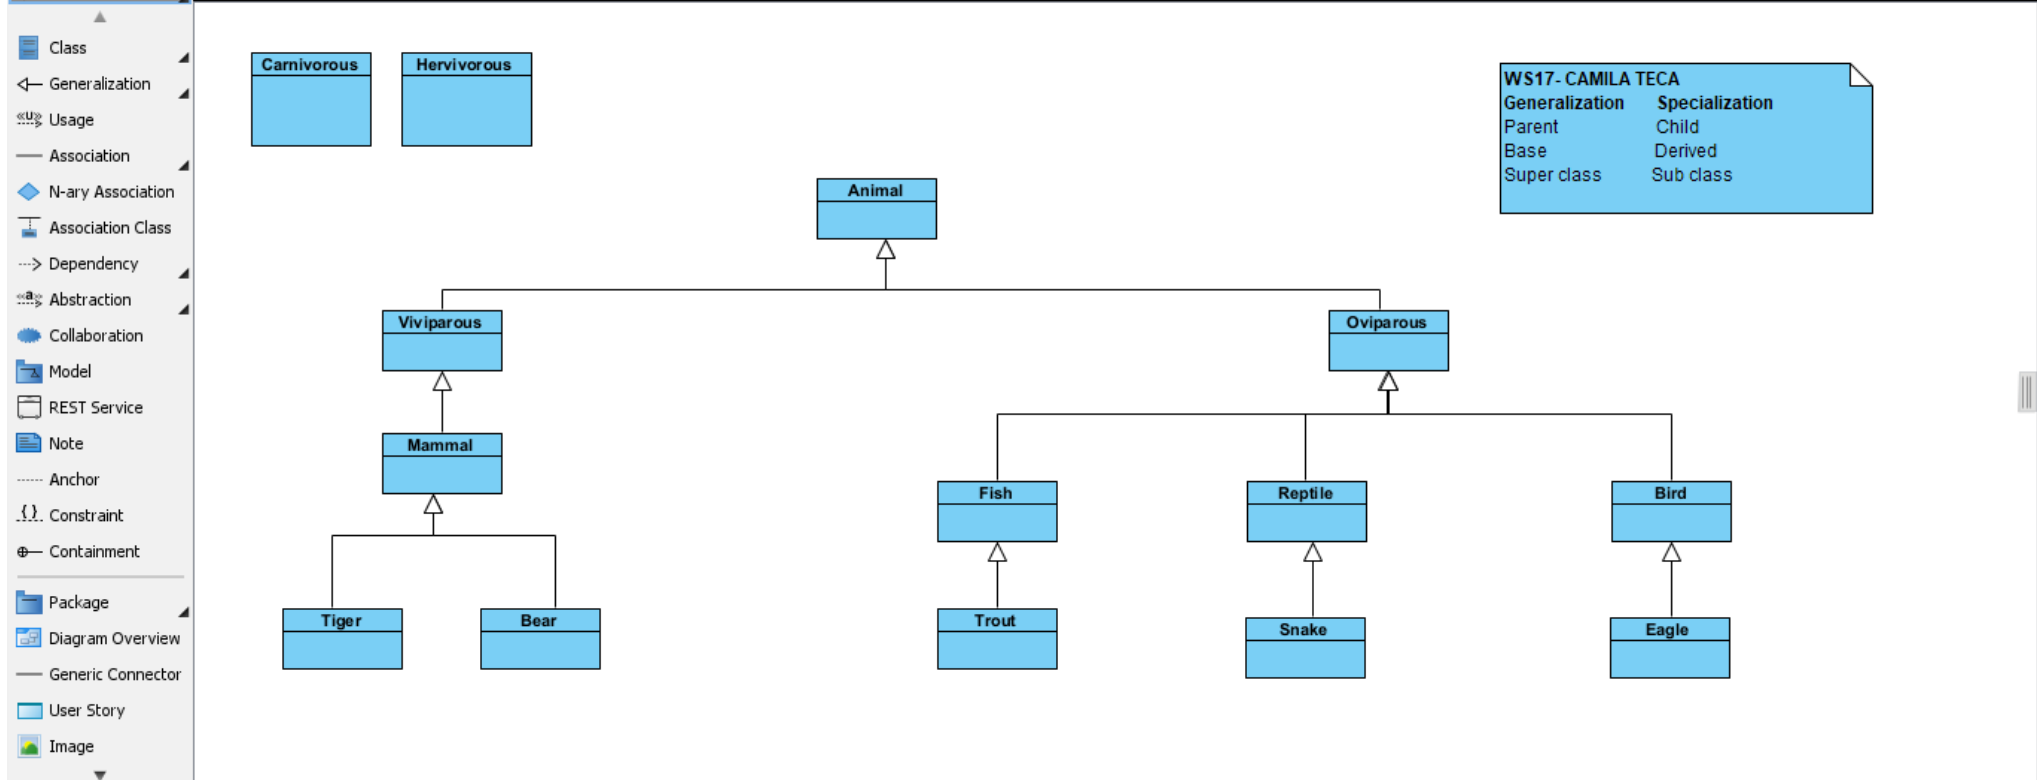 Class
Generalization
«U» Usage
Association
N-ary Association
Association Class
Dependency
«a» Abstraction
Collaboration
Model
REST Service
Note
Anchor
{} Constraint
Containment
Package
Diagram Overview
Generic Connector
User Story
Image
Carnivorous
Hervivorous
WS17- CAMILA TECA
Generalization Specialization
Parent Child
Base Derived
Super class Sub class
Animal
Viviparous
Oviparous
Mammal
Fish
Reptile
Bird
Tiger
Bear
Trout
Snake
Eagle